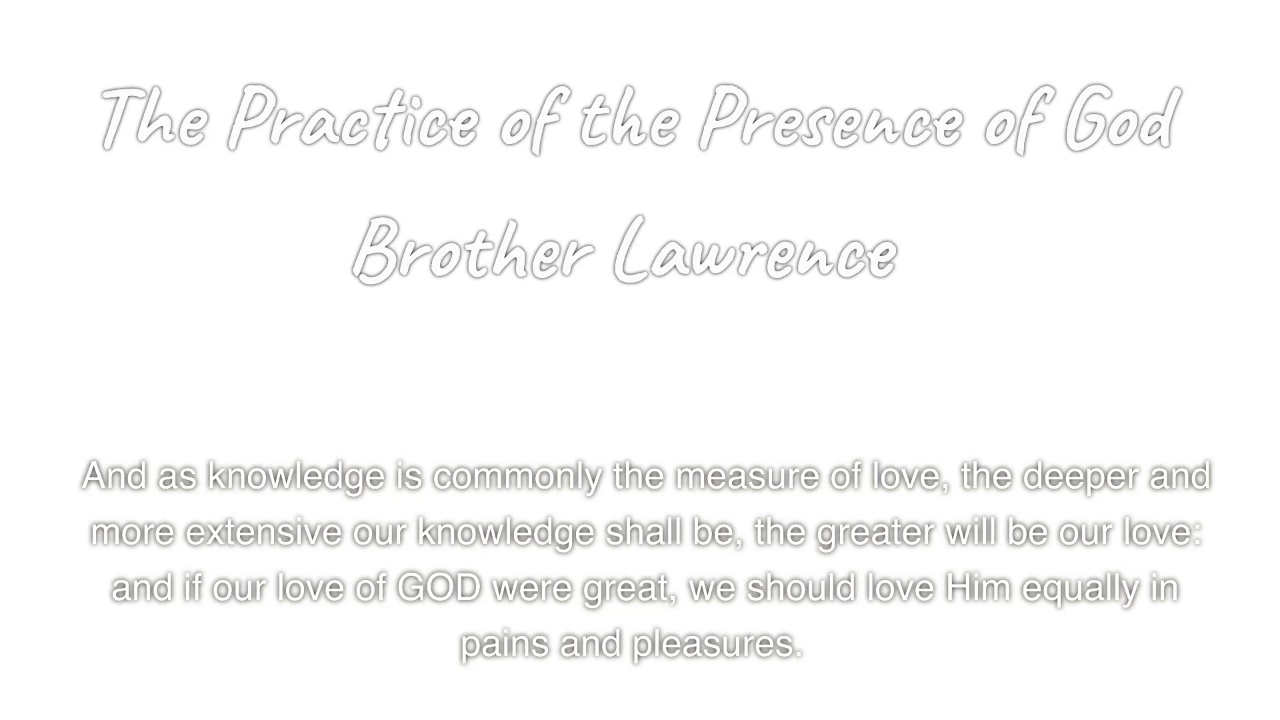 The Practice of the Presence of God
Brother Lawrence
And as knowledge is commonly the measure of love, the deeper and
more extensive our knowledge shall be, the greater will be our love:
and if our love of GOD were great, we should love Him equally in
pains and pleasures.